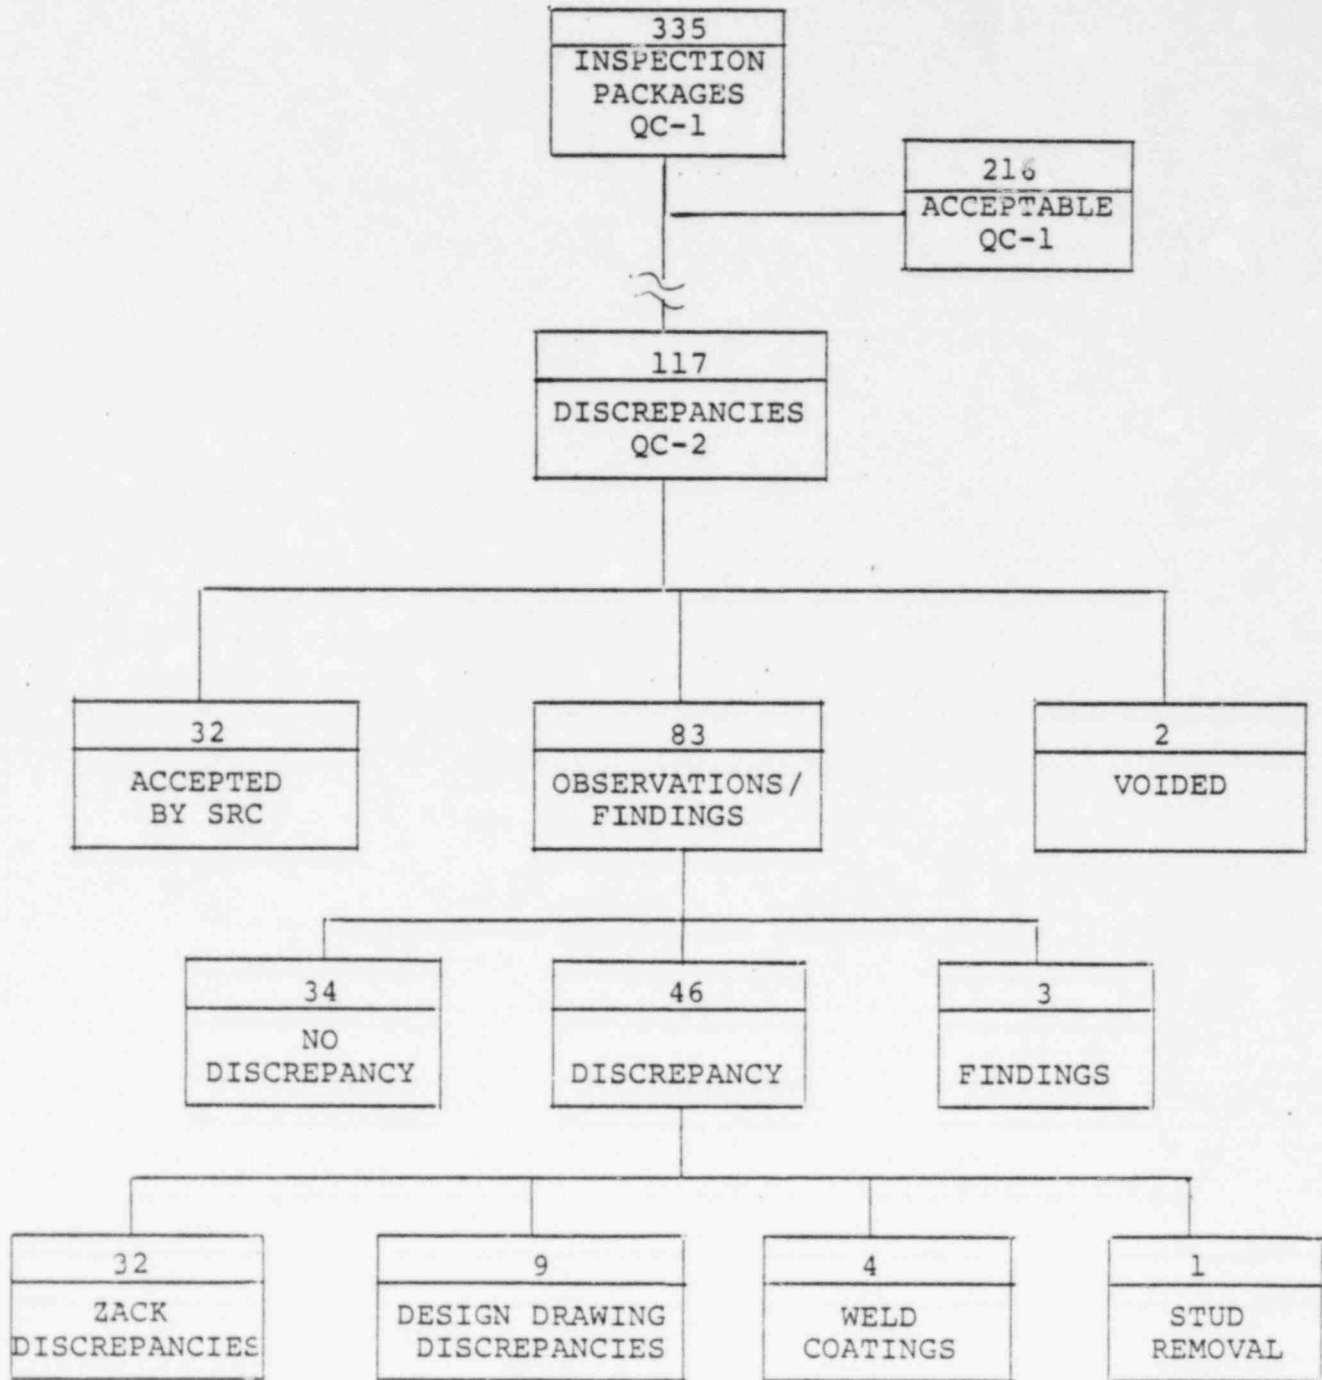 335
INSPECTION
PACKAGES
QC-1
216
ACCEPTABLE
QC-1
117
DISCREPANCIES
QC-2
32
ACCEPTED
BY SRC
83
OBSERVATIONS/
FINDINGS
2
VOIDED
34
NO
DISCREPANCY
46
DISCREPANCY
3
FINDINGS
32
ZACK
DISCREPANCIES
9
DESIGN DRAWING
DISCREPANCIES
4
WELD
COATINGS
1
STUD
REMOVAL